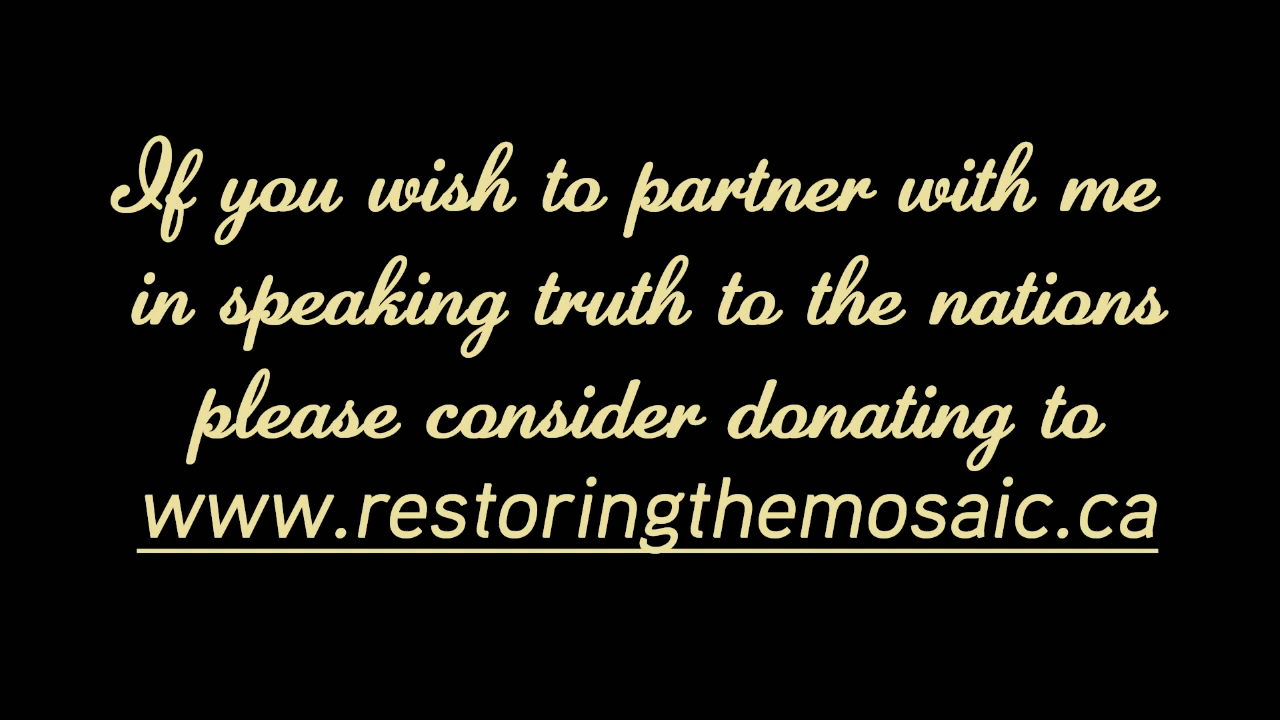 If you wish to partner with me
in speaking truth to the nations
please consider donating to
www.restoringthemosaic.ca